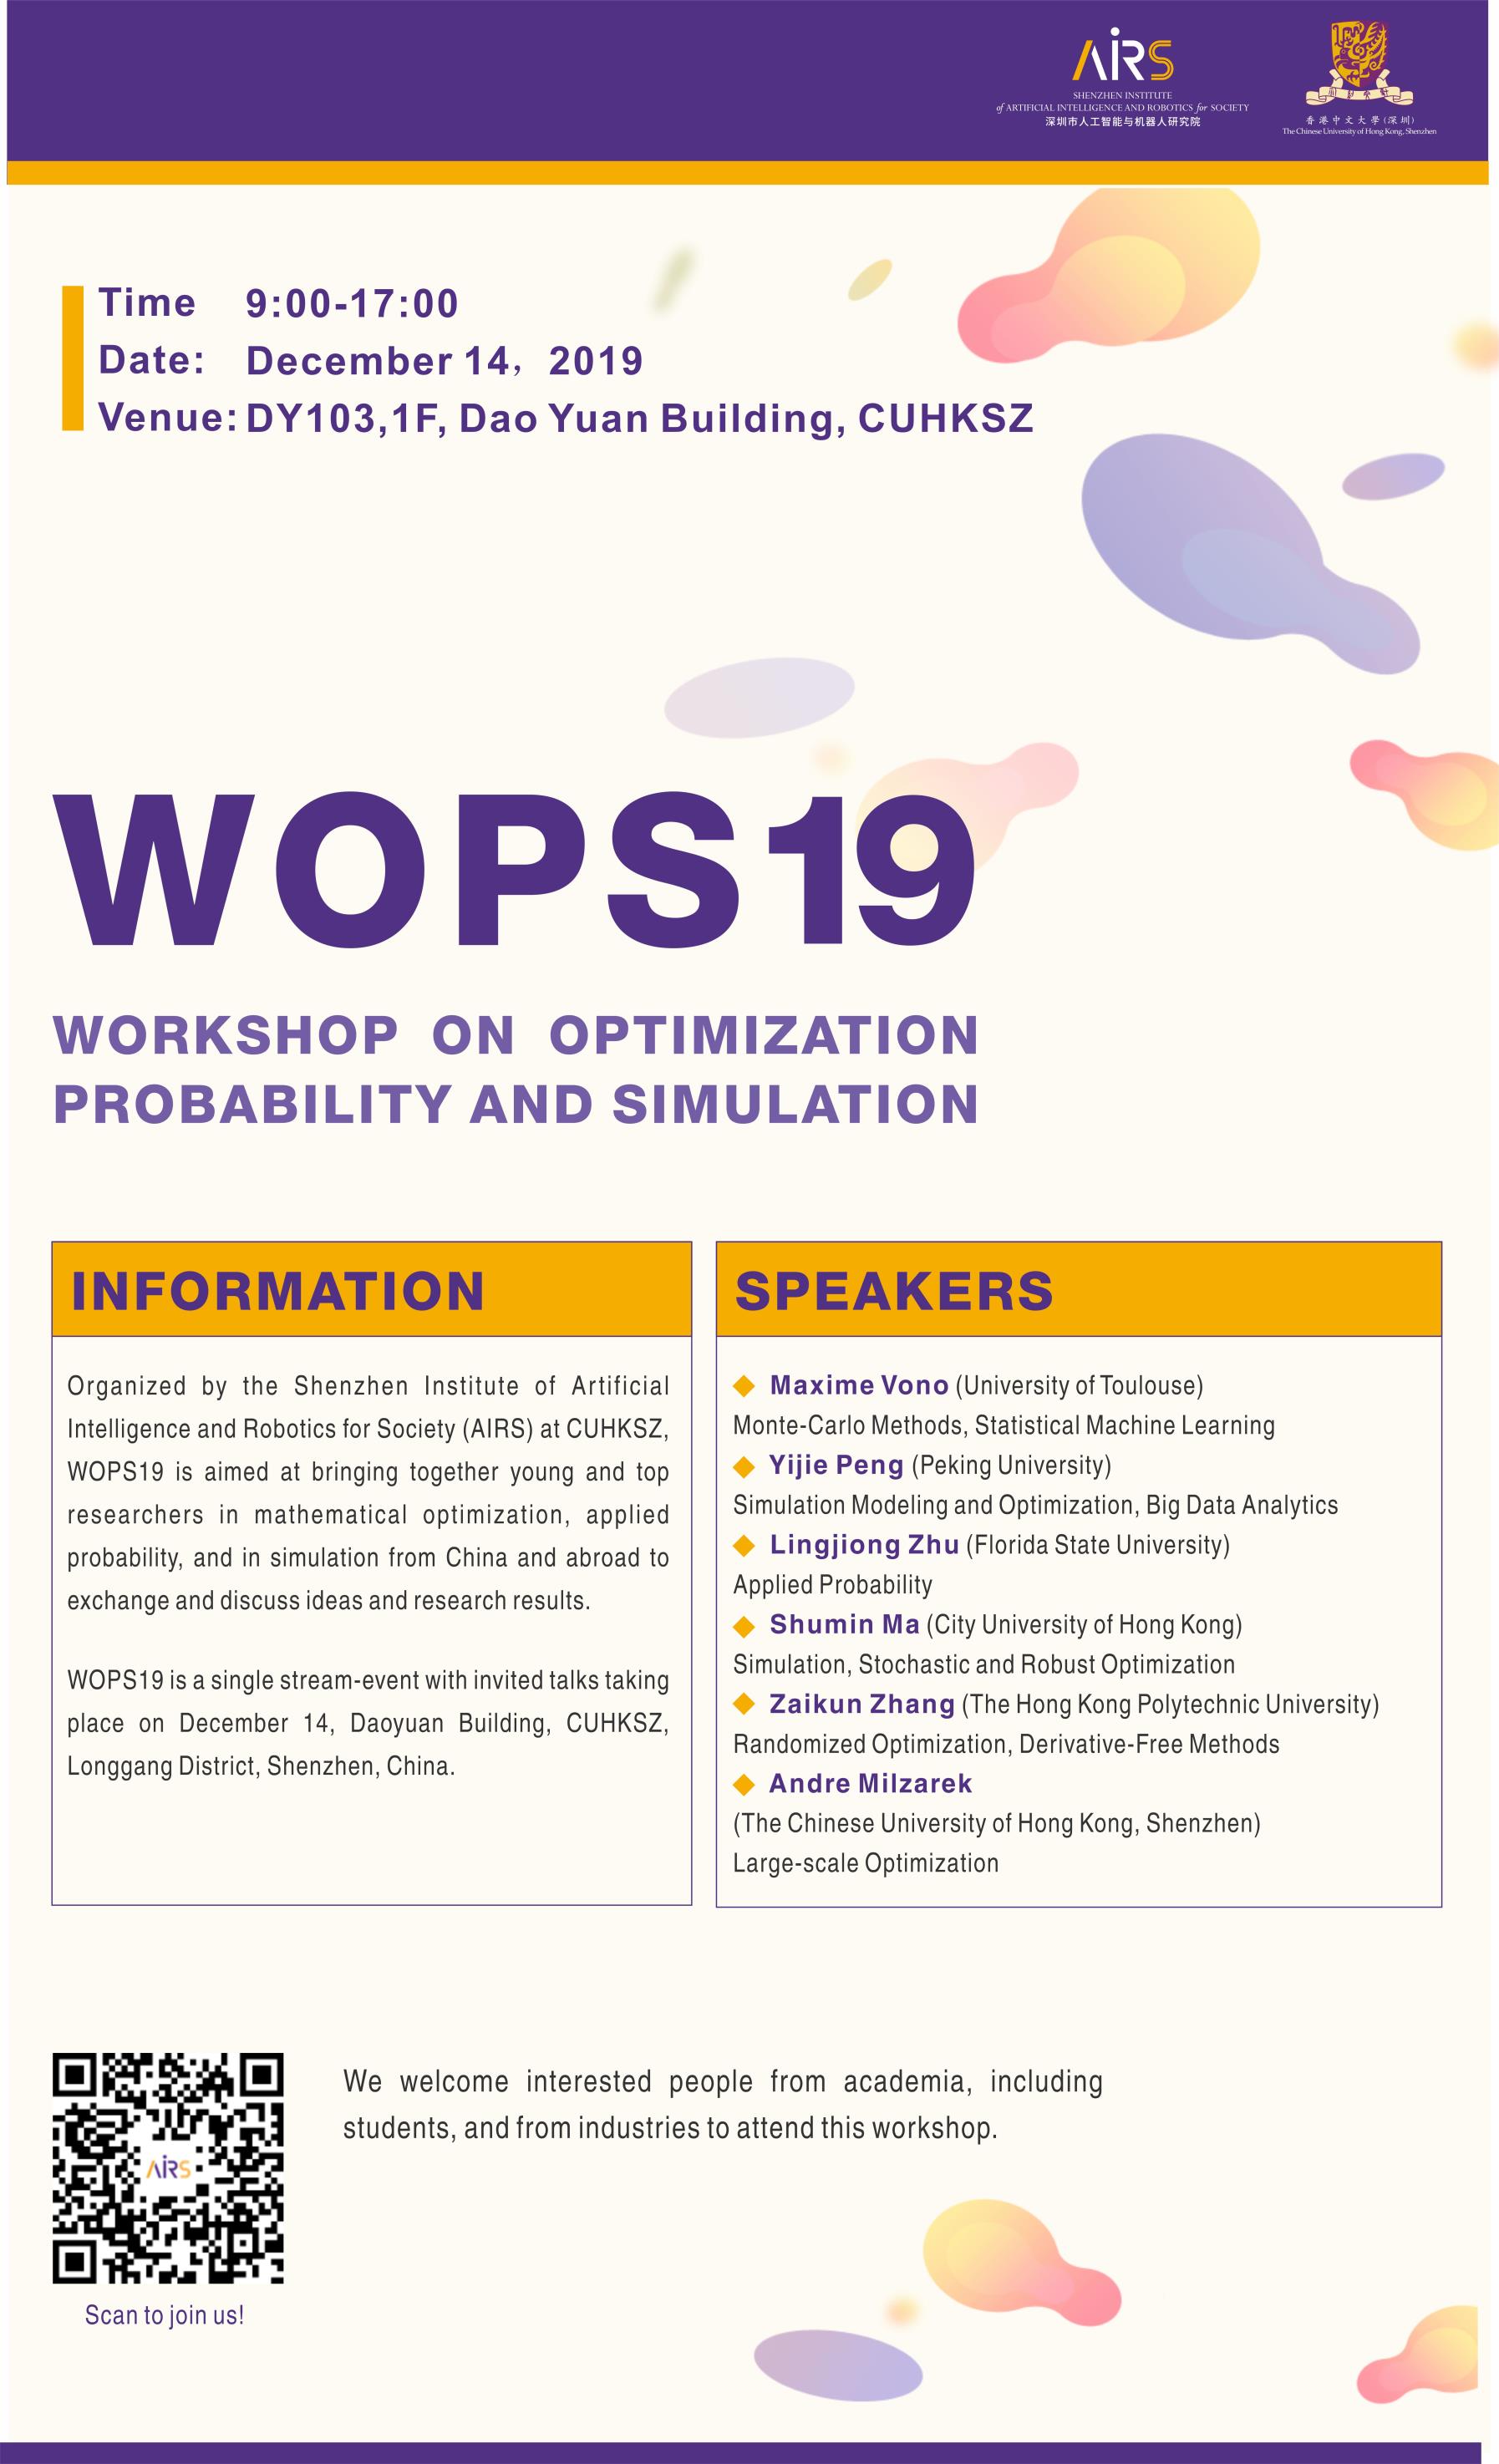 AiRS
SHENZHEN INSTITUTE
of ARTIFICIAL INTELLIGENCE AND ROBOTICS for SOCIETY
深圳市人工智能与机器人研究院
香港中文大學(深圳)
The Chinese University of Hong Kong, Shenzhen
Time 9:00-17:00
Date: December 14，2019
Venue: DY103,1F, Dao Yuan Building, CUHKSZ
WOPS19
WORKSHOP ON OPTIMIZATION
PROBABILITY AND SIMULATION
INFORMATION
Organized by the Shenzhen Institute of Artificial
Intelligence and Robotics for Society (AIRS) at CUHKSZ,
WOPS19 is aimed at bringing together young and top
researchers in mathematical optimization, applied
probability, and in simulation from China and abroad to
exchange and discuss ideas and research results.
WOPS19 is a single stream-event with invited talks taking
place on December 14, Daoyuan Building, CUHKSZ,
Longgang District, Shenzhen, China.
SPEAKERS
◆ Maxime Vono (University of Toulouse)
Monte-Carlo Methods, Statistical Machine Learning
◆ Yijie Peng (Peking University)
Simulation Modeling and Optimization, Big Data Analytics
◆ Lingjiong Zhu (Florida State University)
Applied Probability
◆ Shumin Ma (City University of Hong Kong)
Simulation, Stochastic and Robust Optimization
◆ Zaikun Zhang (The Hong Kong Polytechnic University)
Randomized Optimization, Derivative-Free Methods
◆ Andre Milzarek
(The Chinese University of Hong Kong, Shenzhen)
Large-scale Optimization
We welcome interested people from academia, including
students, and from industries to attend this workshop.
AiRS
Scan to join us!